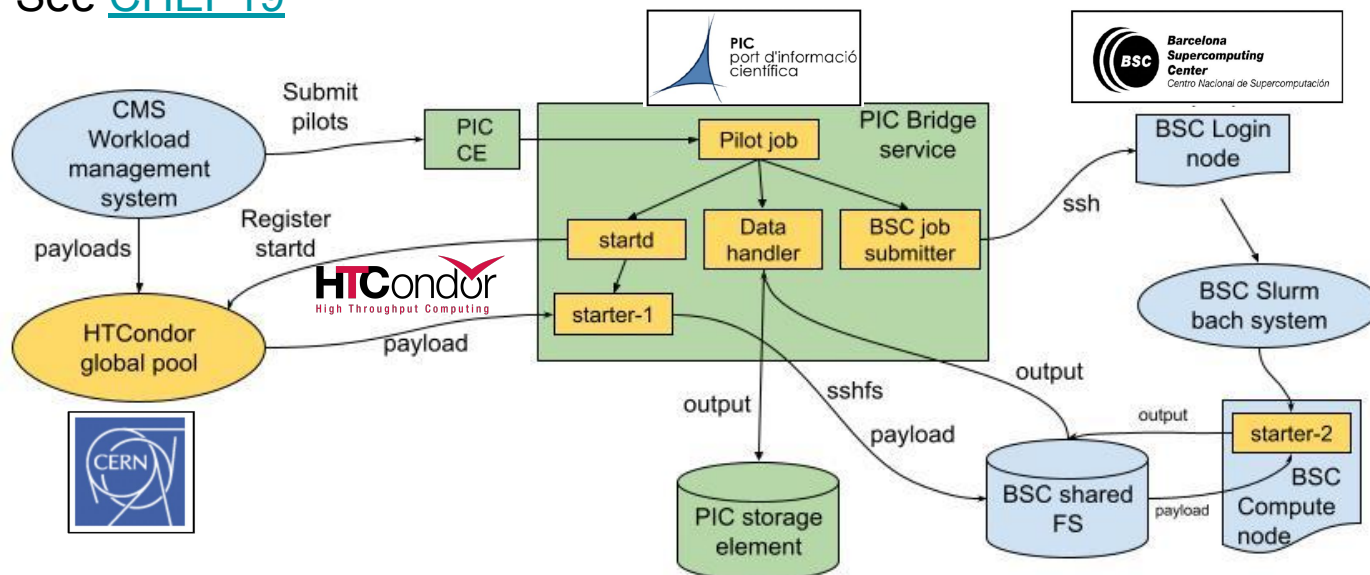 See CHEP19
PIC
port d'informació
científica
BSC
Barcelona
Supercomputing
Center
Centro Nacional de Supercomputación
CMS
Workload
management
system
Submit
pilots
PIC
CE
Pilot job
PIC Bridge
service
BSC Login
node
ssh
payloads
Register
startd
startd
Data
handler
BSC job
submitter
HTCondor
High Throughput Computing
starter-1
BSC Slurm
bach system
HTCondor
global pool
payload
output
sshfs
output
payload
output
starter-2
CERN
PIC storage
element
BSC shared
FS
payload
BSC
Compute
node